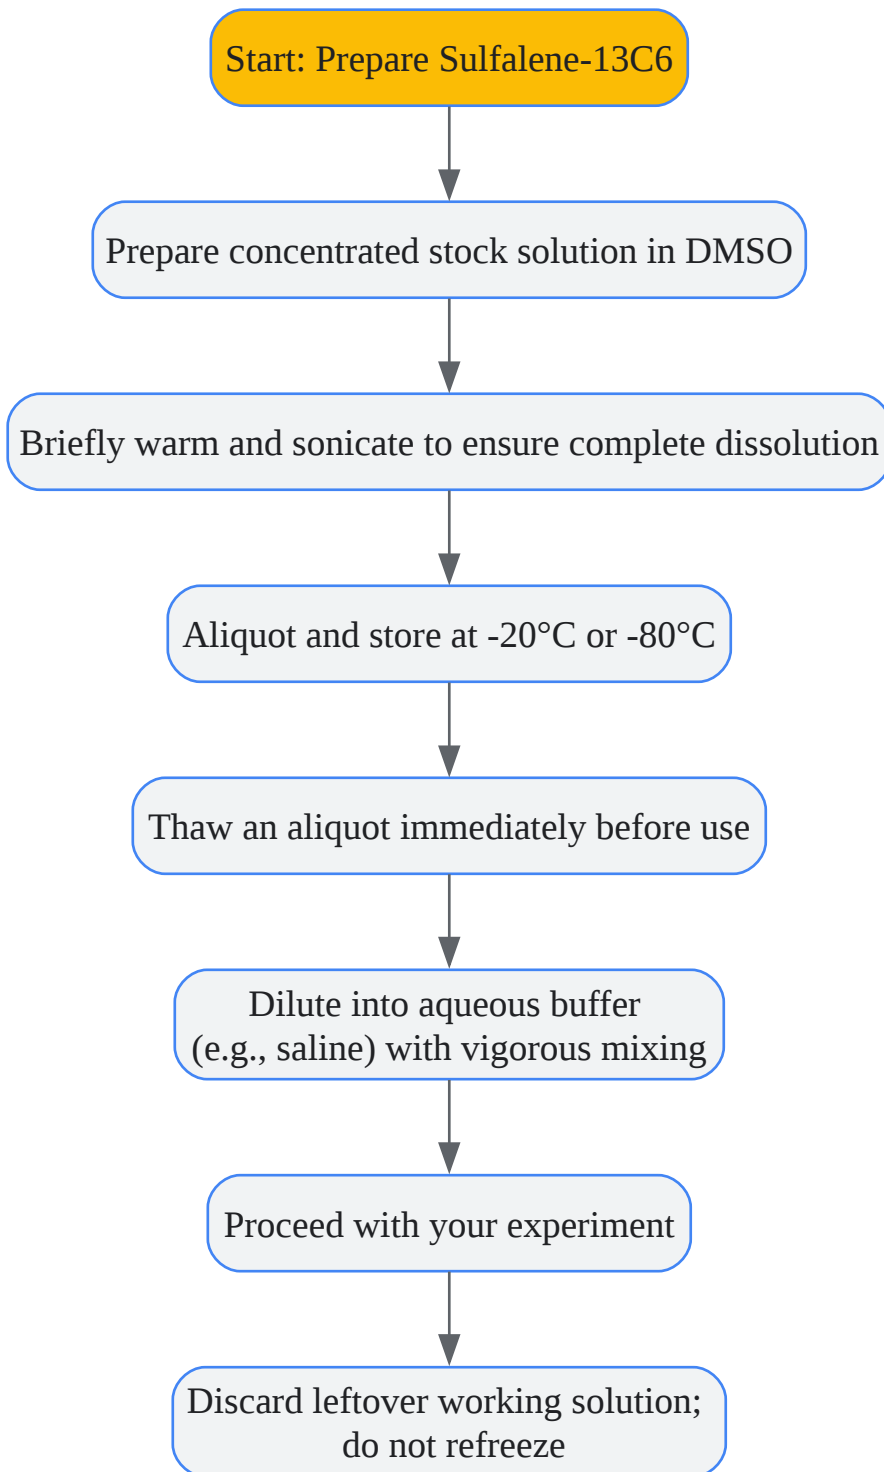 Start: Prepare Sulfalene-13C6
Prepare concentrated stock solution in DMSO
Briefly warm and sonicate to ensure complete dissolution
Aliquot and store at -20°C or -80°C
Thaw an aliquot immediately before use
Dilute into aqueous buffer
(e.g., saline) with vigorous mixing
Proceed with your experiment
Discard leftover working solution;
do not refreeze